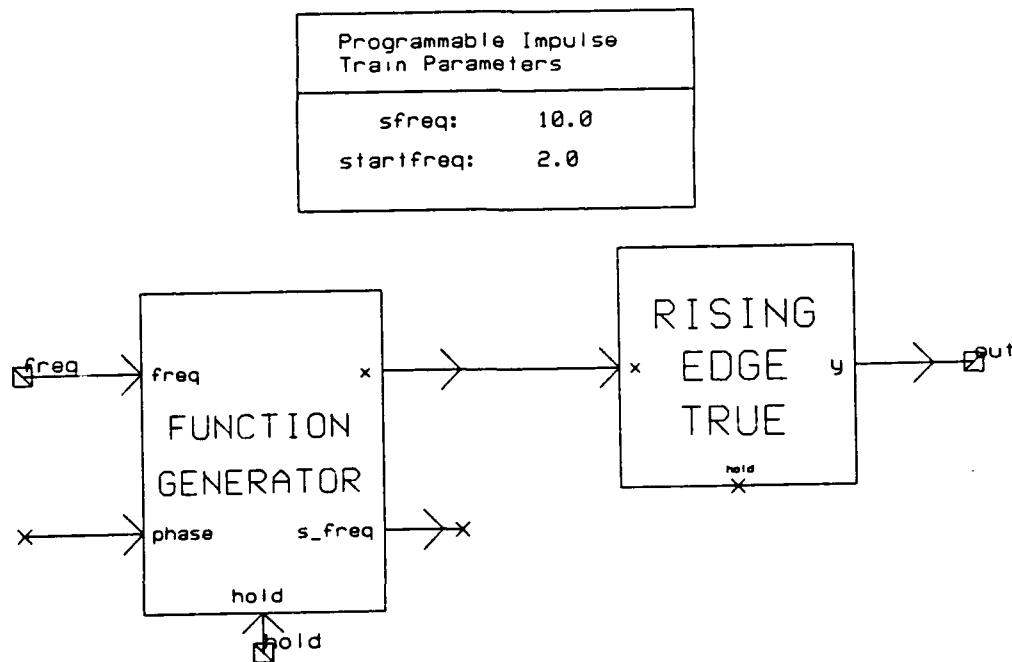 Programmable Impulse
Train Parameters
sfreq: 10.0
startfreq: 2.0
freq
freq x
FUNCTION
GENERATOR
phase s_freq
hold
hold
RISING
x EDGE y
TRUE
hold
out